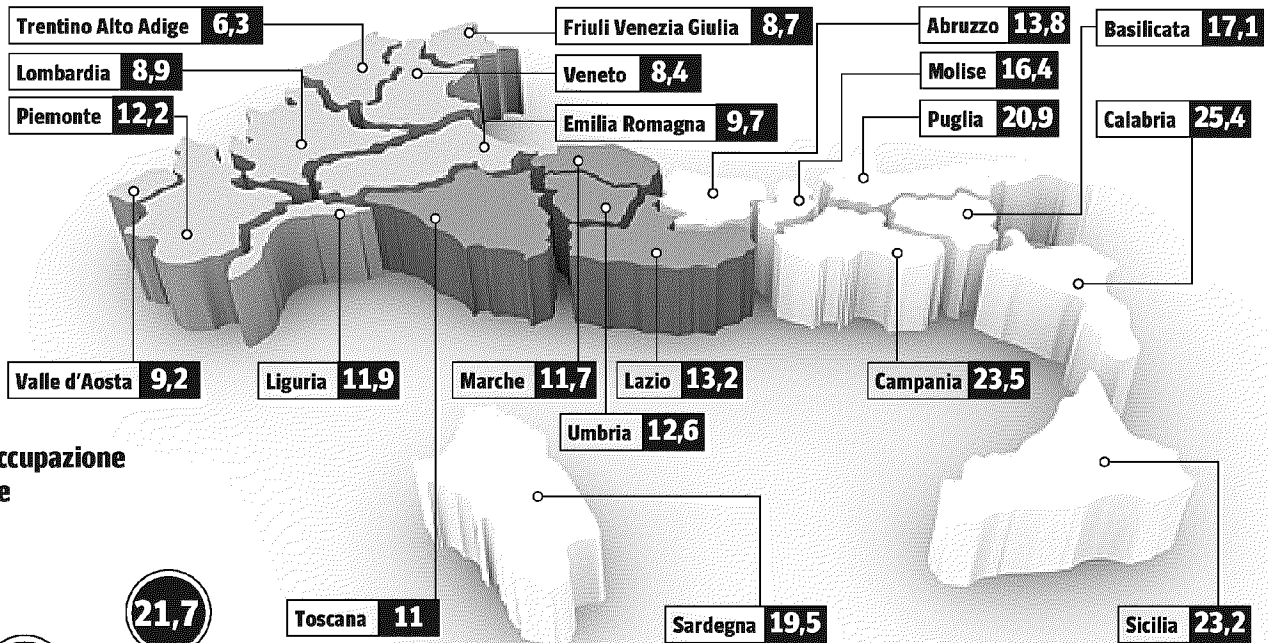 Trentino Alto Adige 6,3
Friuli Venezia Giulia 8,7
Abruzzo 13,8
Basilicata 17,1
Lombardia 8,9
Veneto 8,4
Molise 16,4
Piemonte 12,2
Emilia Romagna 9,7
Puglia 20,9
Calabria 25,4
Valle d'Aosta 9,2
Liguria 11,9
Marche 11,7
Lazio 13,2
Campania 23,5
Umbria 12,6
ccupazione
e
21,7
Toscana 11
Sardegna 19,5
Sicilia 23,2